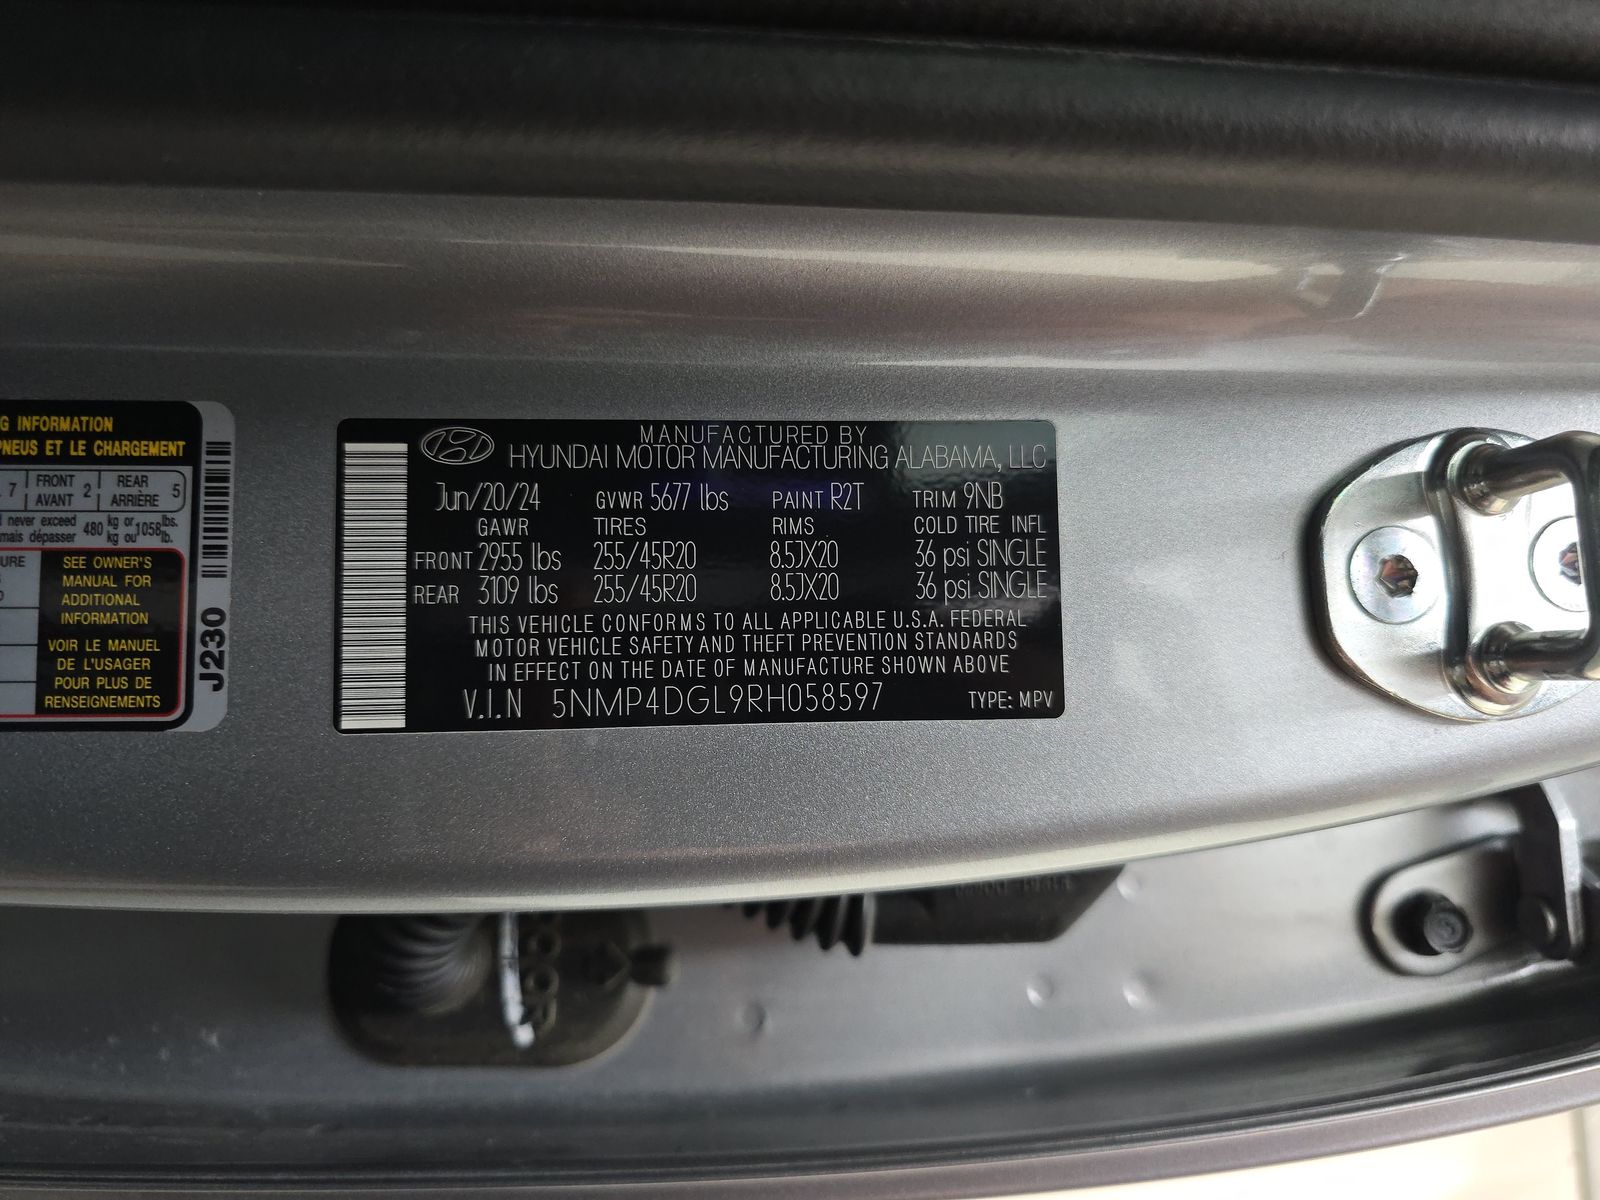 G INFORMATION
PNEUS ET LE CHARGEMENT
7 FRONT AVANT 2 REAR ARRIÈRE 5
never exceed 480 kg or 1058 lbs.
mais dépasser kg ou lb.
URE
SEE OWNER'S
MANUAL FOR
ADDITIONAL
INFORMATION
VOIR LE MANUEL
DE L'USAGER
POUR PLUS DE
RENSEIGNEMENTS
J230
MANUFACTURED BY
HYUNDAI MOTOR MANUFACTURING ALABAMA, LLC
Jun/20/24 GVWR 5677 lbs PAINT R2T TRIM 9NB
GAWR TIRES RIMS COLD TIRE INFL
FRONT 2955 lbs 255/45R20 8.5JX20 36 psi SINGLE
REAR 3109 lbs 255/45R20 8.5JX20 36 psi SINGLE
THIS VEHICLE CONFORMS TO ALL APPLICABLE U.S.A. FEDERAL
MOTOR VEHICLE SAFETY AND THEFT PREVENTION STANDARDS
IN EFFECT ON THE DATE OF MANUFACTURE SHOWN ABOVE
V.I.N 5NMP4DGL9RH058597 TYPE: MPV